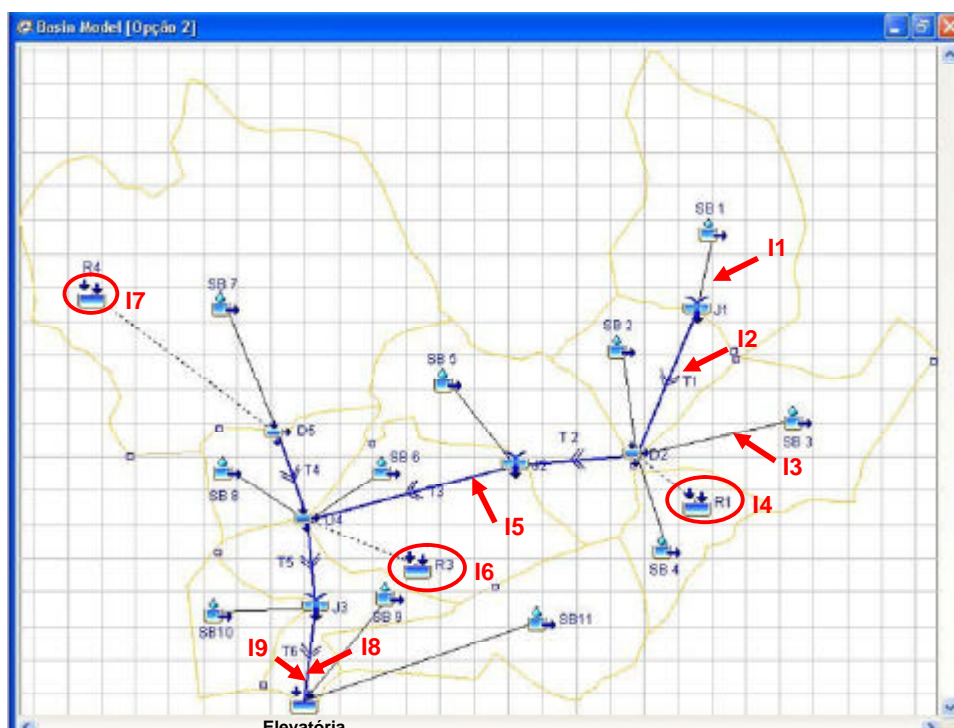 Basin Model [Opção 2]
SB 1
I1
R4
I7
SB 7
J1
SB 2
I2
SB 5
T1
SB 3
D5
T 2
D2
I3
SB 6
J2
T4
SB 8
T3
R1
I4
D4
I5
SB 4
T5
R3
I6
SB10
J3
SB 9
SB11
I9
T6
I8
Elevatória